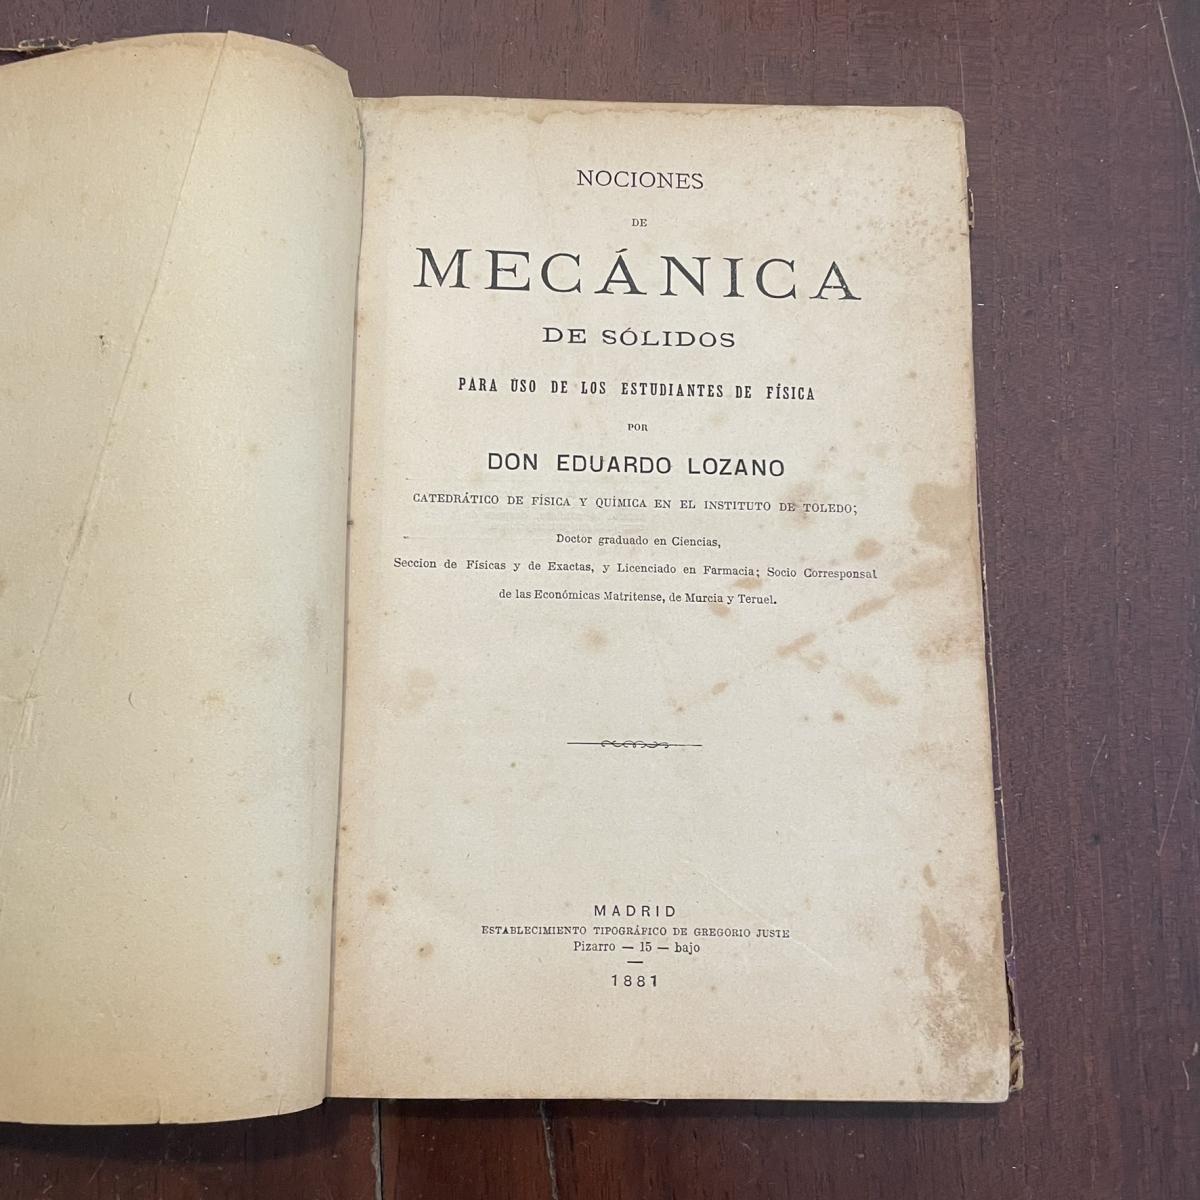 NOCIONES
DE
MECÁNICA
DE SÓLIDOS
PARA USO DE LOS ESTUDIANTES DE FÍSICA
POR
DON EDUARDO LOZANO
CATEDRÁTICO DE FÍSICA Y QUÍMICA EN EL INSTITUTO DE TOLEDO;
Doctor graduado en Ciencias,
Seccion de Físicas y de Exactas, y Licenciado en Farmacia; Socio Corresponsal
de las Económicas Matritense, de Murcia y Teruel.
MADRID
ESTABLECIMIENTO TIPOGRÁFICO DE GREGORIO JUSTE
Pizarro — 15 — bajo
1881